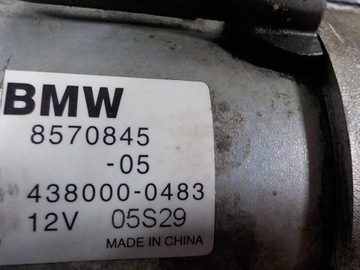 BMW
8570845
-05
438000-0483
12V 05S29
MADE IN CHINA